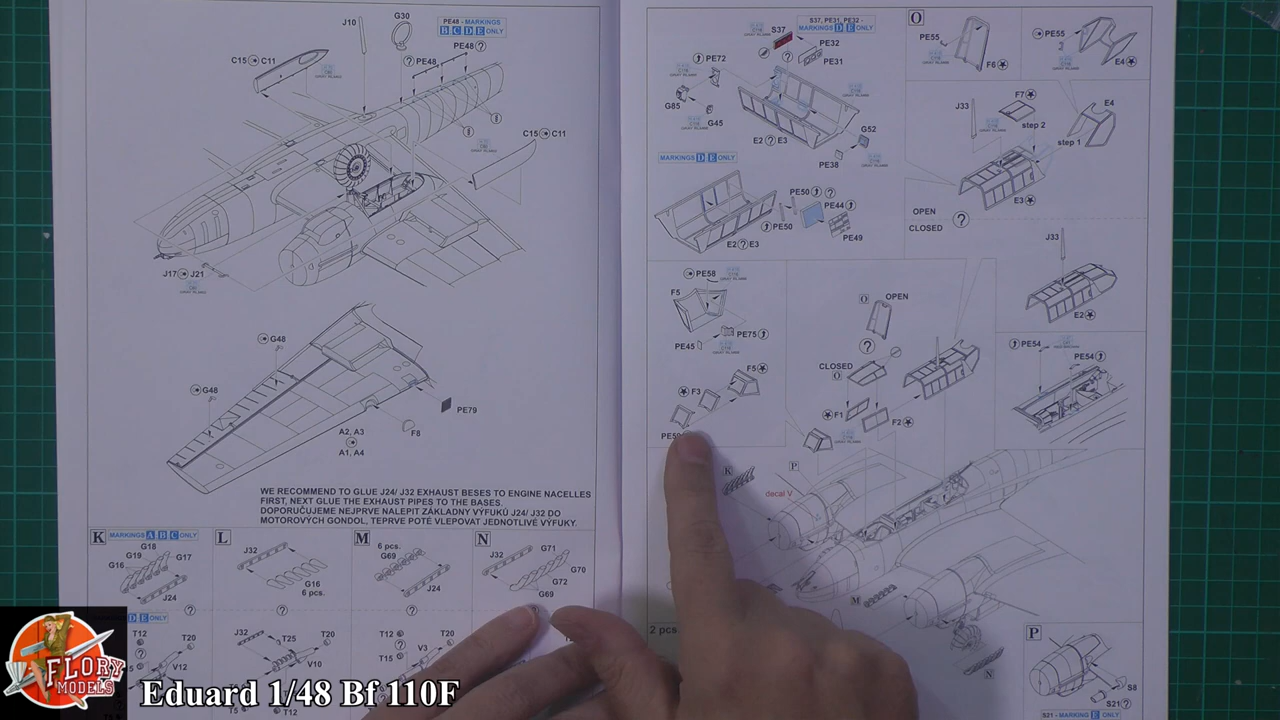 J10
G30
PE48 - MARKINGS
B C D E ONLY
PE48
PE48
C15 C11
C15 C11
J17 J21
G48
G48
PE79
F8
A2, A3
A1, A4
WE RECOMMEND TO GLUE J24/ J32 EXHAUST BESES TO ENGINE NACELLES
FIRST, NEXT GLUE THE EXHAUST PIPES TO THE BASES.
DOPORUČUJEME NEJPRVE NALEPIT ZÁKLADNY VÝFUKŮ J24/ J32 DO
MOTOROVÝCH GONDOL, TEPRVE POTÉ VLEPOVAT JEDNOTLIVÉ VÝFUKY.
K
MARKINGS A B C ONLY
G18
G19
G17
G16
J24
L
J32
G16
6 pcs.
M
6 pcs.
G69
J24
N
J32
G71
G70
G72
G69
D E ONLY
T12
T20
T15
V12
J32
T25
T20
V10
T5
T12
T12
V3
T20
T15
S37
S37, PE31, PE32 -
MARKINGS D E ONLY
PE32
PE31
PE72
G85
G45
E2 E3
G52
PE38
MARKINGS D E ONLY
PE50
PE44
PE50
PE49
E2 E3
O
PE55
F6
PE55
E4
J33
F7
E4
step 2
step 1
E3
OPEN
CLOSED
J33
E2
PE58
F5
PE75
PE45
F5
F3
O
OPEN
CLOSED
O
F1
F2
PE54
PE54
K
P
decal V
M
N
2 pcs
P
S8
S21
S21 - MARKING E ONLY
FLORY
MODELS
Eduard 1/48 Bf 110F